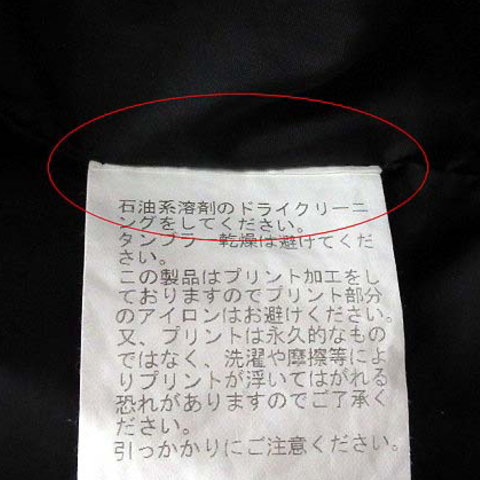 石油系溶剤のドライクリーニ
ングをしてください。
タンブラー乾燥は避けてくだ
さい。
この製品はプリント加工をし
ておりますのでプリント部分
のアイロンはお避けください。
又、プリントは永久的なもの
ではなく、洗濯や摩擦等によ
りプリントが浮いてはがれる
恐れがありますのでご了承く
ださい。
引っかかりにご注意ください。